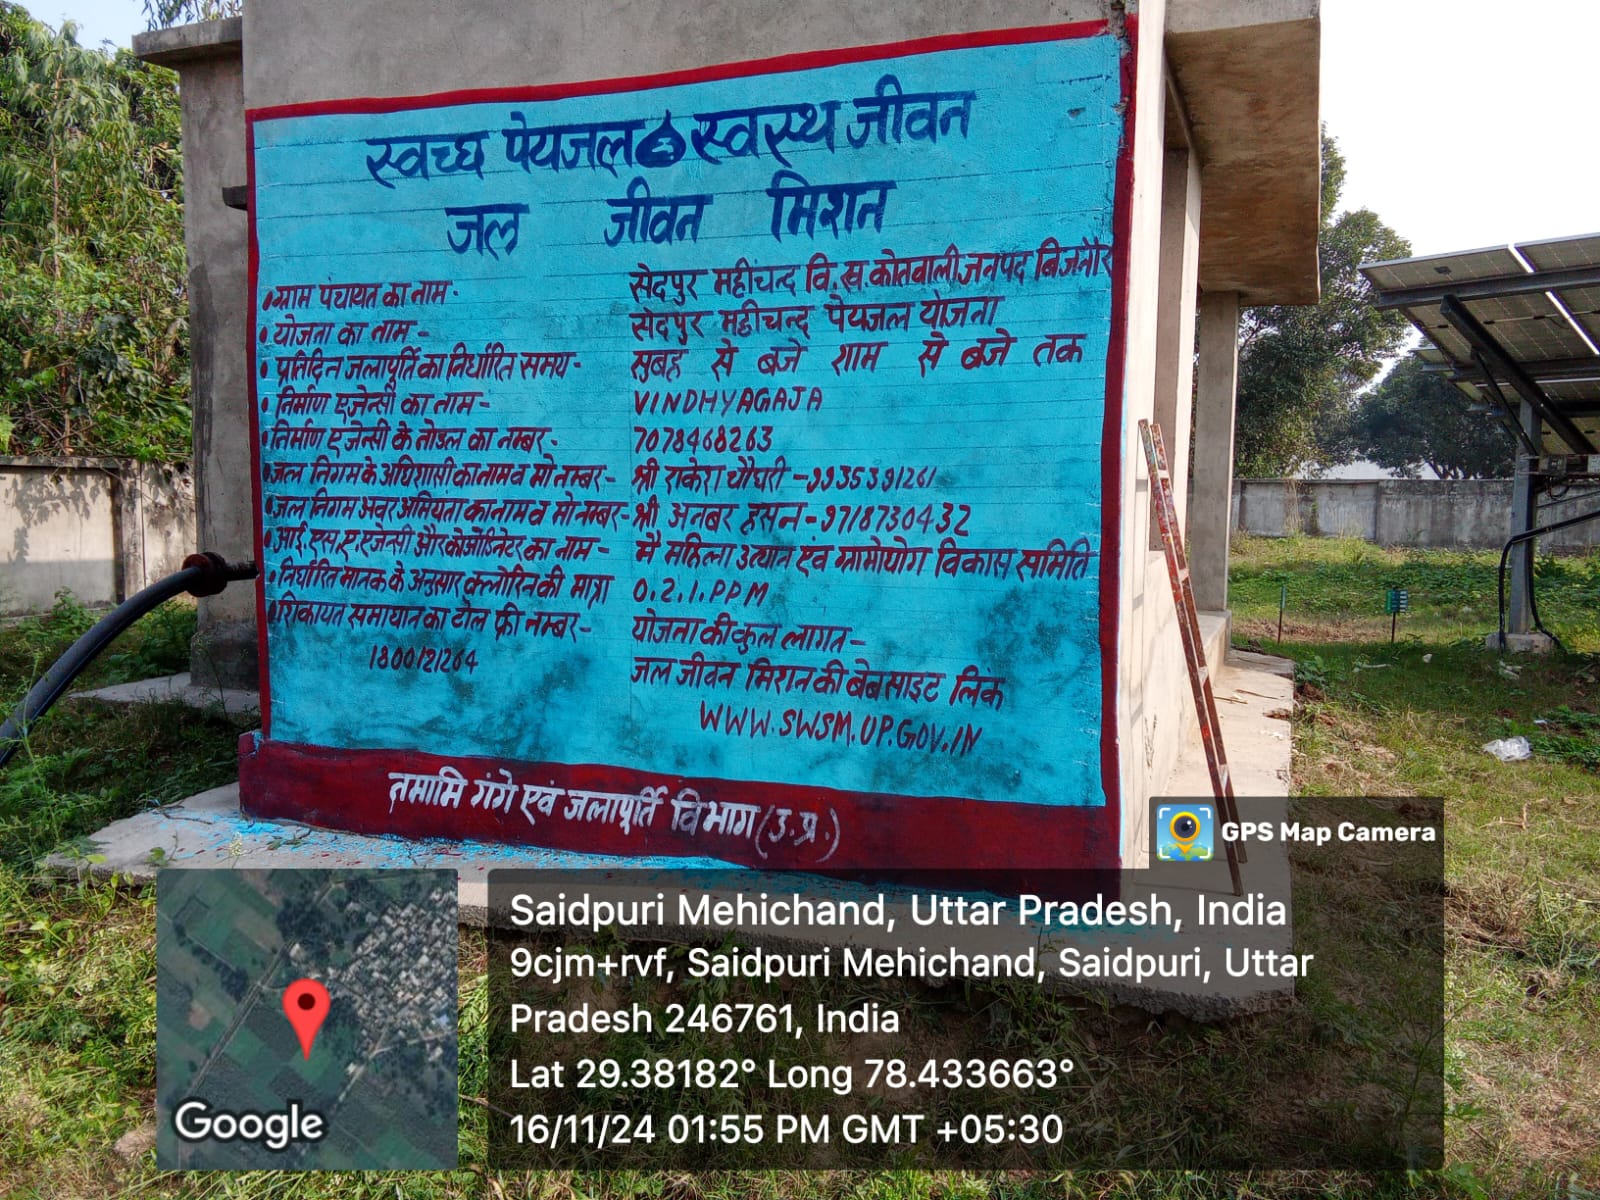 स्वच्छ पेयजल स्वस्थ जीवन
जल जीवन मिशन
• ग्राम पंचायत का नाम - सेदपुर महीचन्द वि.ख. कोतवाली जनपद बिजनौर
• योजना का नाम - सेदपुर महीचन्द पेयजल योजना
• प्रतिदिन जलापूर्ति का निर्धारित समय - सुबह से बजे शाम से बजे तक
• निर्माण एजेन्सी का नाम - VINDHYAGAJA
• निर्माण एजेन्सी के नोडल का नम्बर - 7078468263
• जल निगम के अधिशासी का नाम व मो नम्बर - श्री राकेश चौधरी - 9935391261
• जल निगम अवर अभियंता का नाम व मो नम्बर - श्री अनबर हसन - 9718730432
• आई.एस.ए. एजेन्सी और कोओर्डिनेटर का नाम - मै महिला उत्थान एंव ग्रामोधोग विकास समिति
• निर्धारित मानक के अनुसार क्लोरिन की मात्रा 0.2.1.PPM
• शिकायत समाधान का टोल फ्री नम्बर - योजना की कुल लागत -
1800121264 जल जीवन मिशन की बेबसाइट लिंक
WWW.SWSM.UP.GOV.IN
नमामि गंगे एवं जलापूर्ति विभाग (उ.प्र.)
GPS Map Camera
Saidpuri Mehichand, Uttar Pradesh, India
9cjm+rvf, Saidpuri Mehichand, Saidpuri, Uttar
Pradesh 246761, India
Lat 29.38182° Long 78.433663°
16/11/24 01:55 PM GMT +05:30
Google